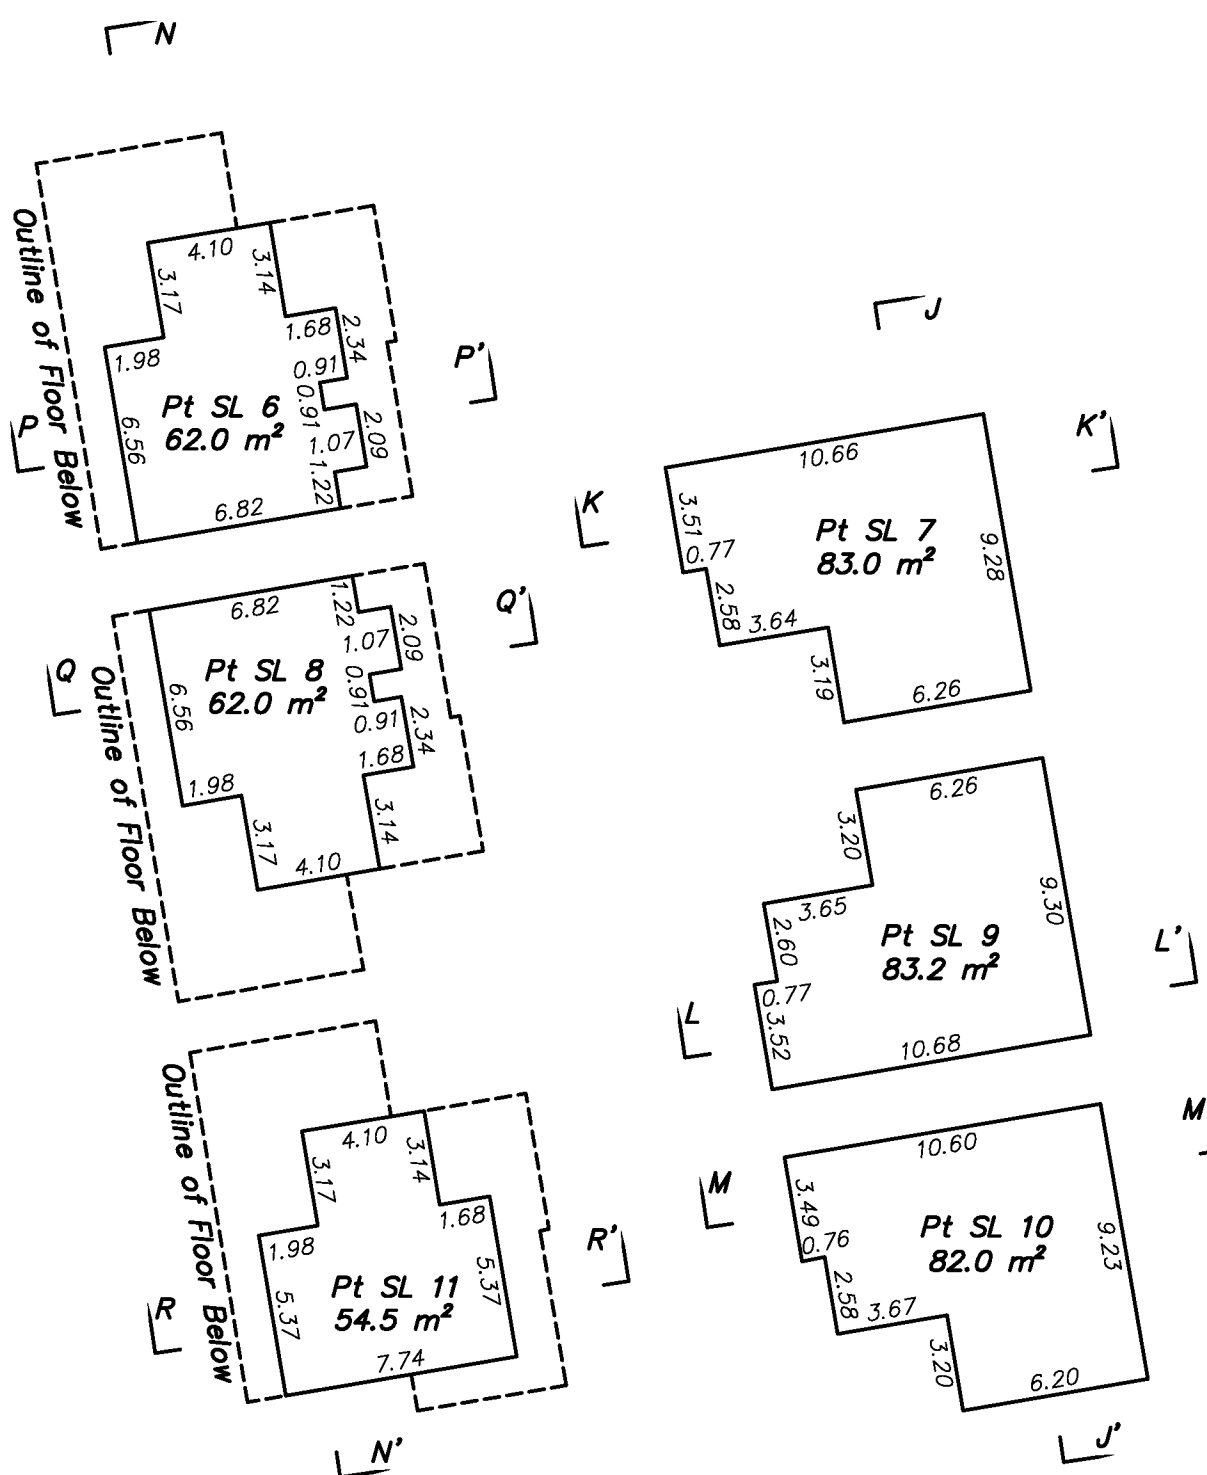 N
4.10
3.17
3.14
1.68
2.34
1.98
0.91
0.91
Pt SL 6
62.0 m²
6.56
1.07
2.09
1.22
6.82
Outline of Floor Below
P
P'
J
K
K'
10.66
3.51
0.77
2.58
3.64
3.19
6.26
9.28
Pt SL 7
83.0 m²
Q
Q'
6.82
1.22
1.07
2.09
Pt SL 8
62.0 m²
0.91
0.91
6.56
2.34
1.68
1.98
3.17
3.14
4.10
Outline of Floor Below
6.26
3.20
3.65
2.60
0.77
3.52
9.30
Pt SL 9
83.2 m²
10.68
L
L'
Outline of Floor Below
4.10
3.17
3.14
1.68
1.98
5.37
5.37
Pt SL 11
54.5 m²
7.74
R
R'
N'
M
M
10.60
3.49
0.76
2.58
3.67
3.20
6.20
9.23
Pt SL 10
82.0 m²
J'